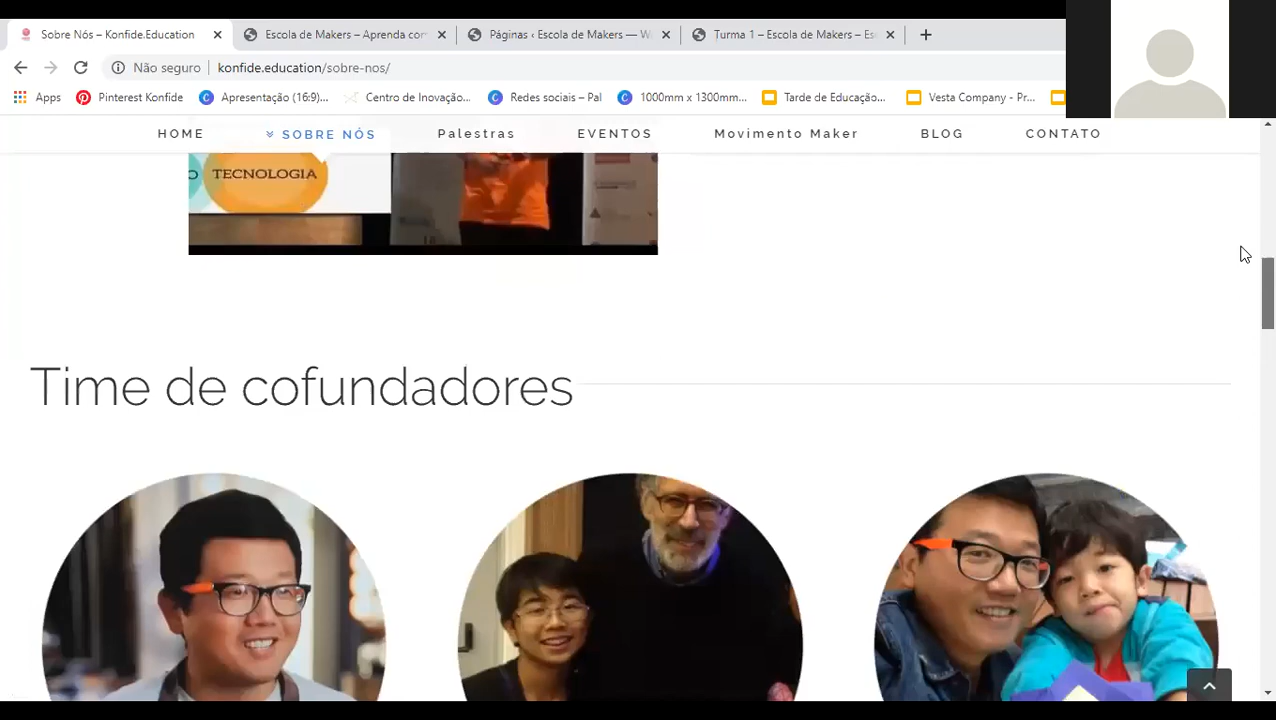 Sobre Nós – Konfide.Education
Escola de Makers – Aprenda con
Páginas ‹ Escola de Makers — W
Turma 1 – Escola de Makers – Es
Não seguro
konfide.education/sobre-nos/
Apps
Pinterest Konfide
Apresentação (16:9)...
Centro de Inovação...
Redes sociais – Pal
1000mm x 1300mm...
Tarde de Educação...
Vesta Company - Pr...
HOME
SOBRE NÓS
Palestras
EVENTOS
Movimento Maker
BLOG
CONTATO
O TECNOLOGIA
Time de cofundadores